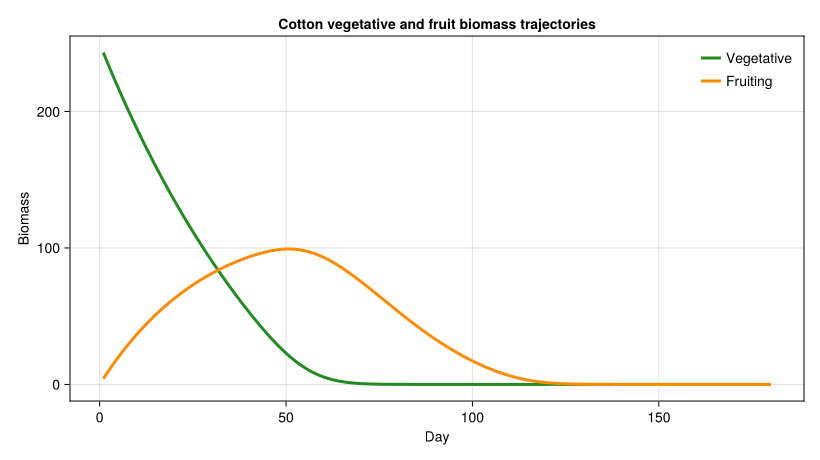 Cotton vegetative and fruit biomass trajectories
Vegetative
Fruiting
200
100
0
Biomass
0 50 100 150
Day